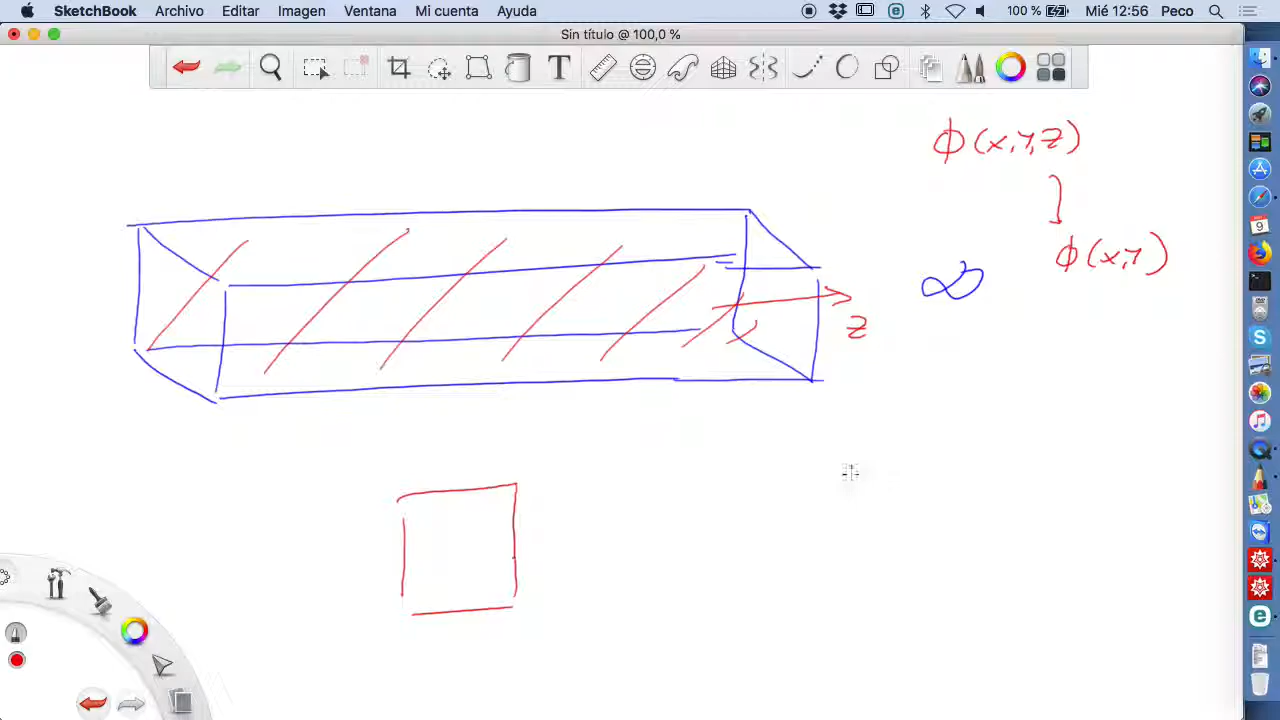 SketchBook Archivo Editar Imagen Ventana Mi cuenta Ayuda 100 % Mié 12:56 Peco
Sin título @ 100,0 %
ϕ(x,y,z)
ϕ(x,y)
∞
z